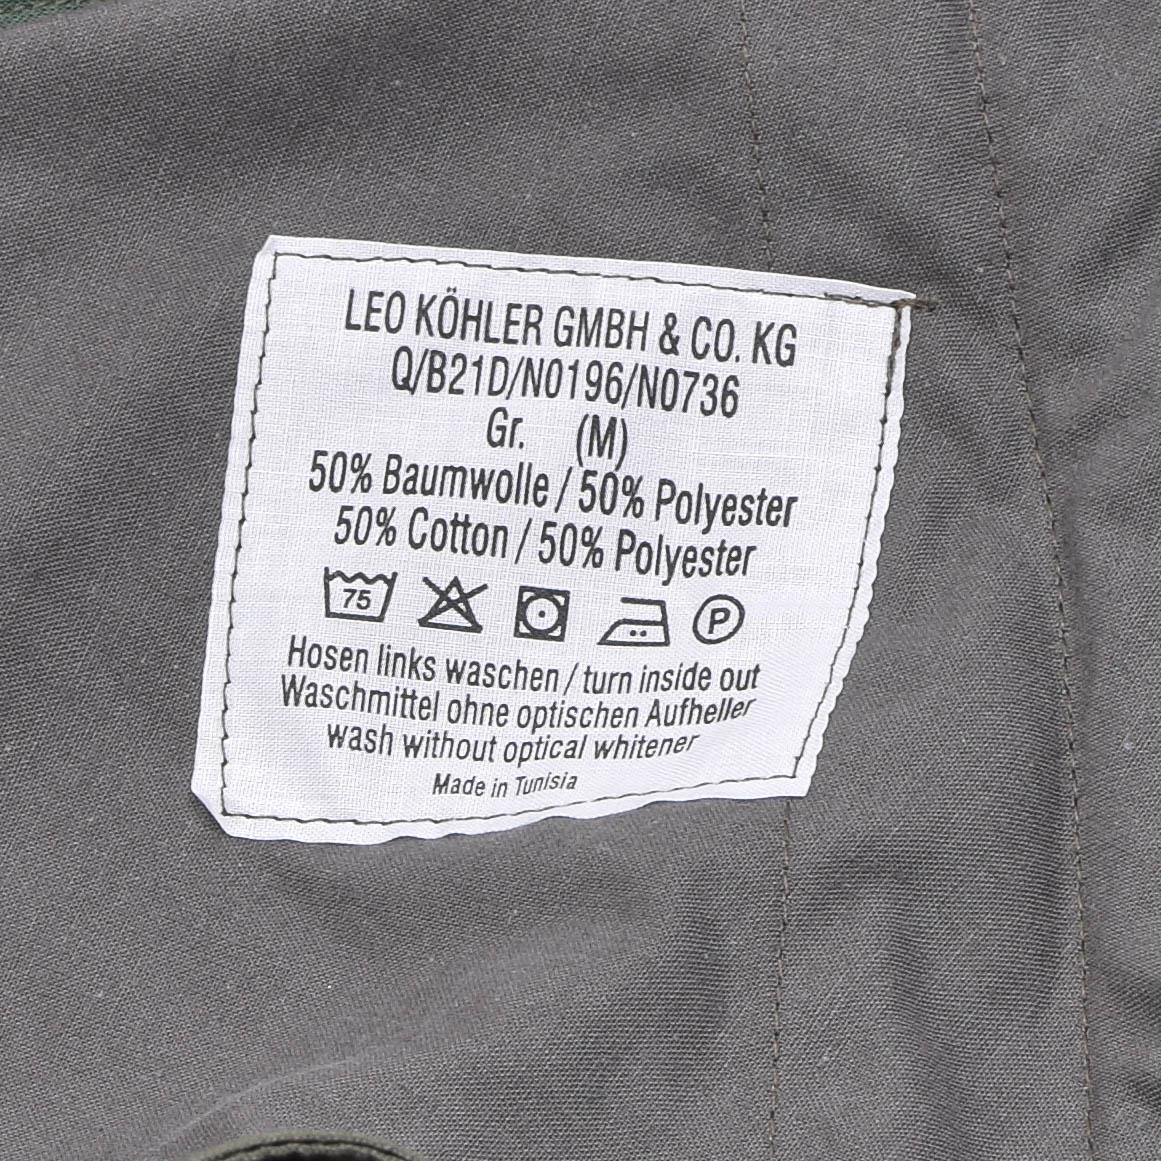 LEO KÖHLER GMBH & CO. KG
Q/B21D/N0196/N0736
Gr. (M)
50% Baumwolle / 50% Polyester
50% Cotton / 50% Polyester
75 P
Hosen links waschen / turn inside out
Waschmittel ohne optischen Aufheller
wash without optical whitener
Made in Tunisia